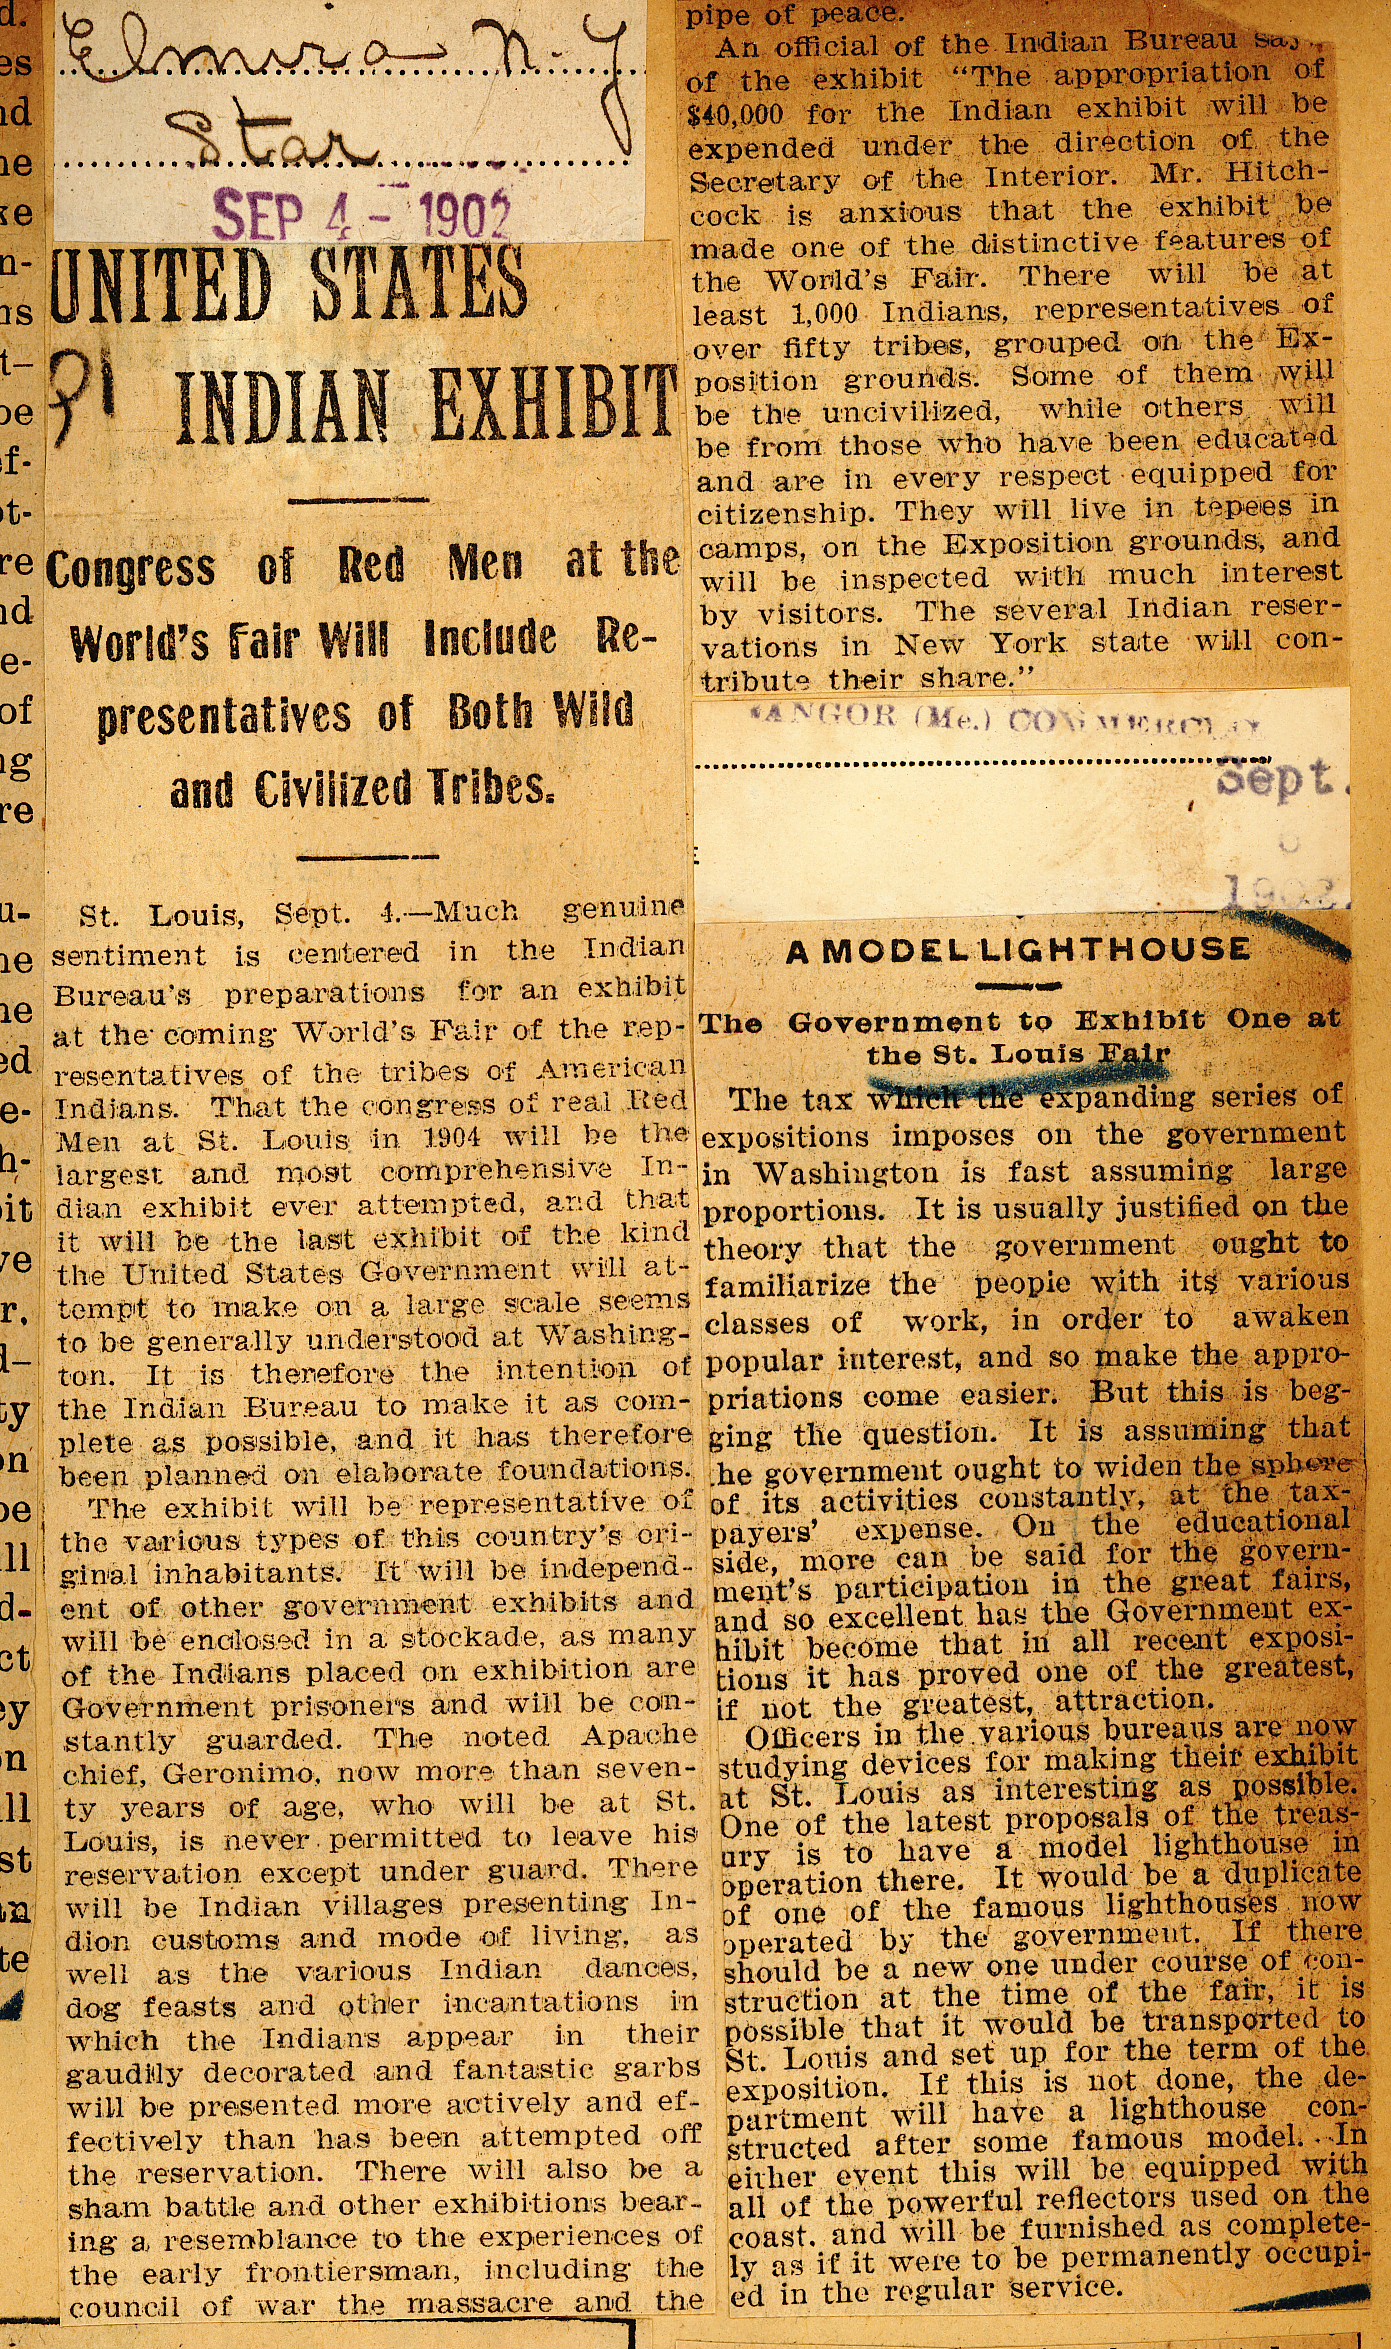 Elmira N.Y
Star
SEP 4 - 1902
UNITED STATES
INDIAN EXHIBIT
Congress of Red Men at the
World's Fair Will Include Re-
presentatives of Both Wild
and Civilized Tribes.
St. Louis, Sept. 4.—Much genuine
sentiment is centered in the Indian
Bureau's preparations for an exhibit
at the coming World's Fair of the rep-
resentatives of the tribes of American
Indians. That the congress of real Red
Men at St. Louis in 1904 will be the
largest and most comprehensive In-
dian exhibit ever attempted, and that
it will be the last exhibit of the kind
the United States Government will at-
tempt to make on a large scale seems
to be generally understood at Washing-
ton. It is therefore the intention of
the Indian Bureau to make it as com-
plete as possible, and it has therefore
been planned on elaborate foundations.
The exhibit will be representative of
the various types of this country's ori-
ginal inhabitants. It will be independ-
ent of other government exhibits and
will be enclosed in a stockade, as many
of the Indians placed on exhibition are
Government prisoners and will be con-
stantly guarded. The noted Apache
chief, Geronimo, now more than seven-
ty years of age, who will be at St.
Louis, is never permitted to leave his
reservation except under guard. There
will be Indian villages presenting In-
dion customs and mode of living, as
well as the various Indian dances,
dog feasts and other incantations in
which the Indians appear in their
gaudily decorated and fantastic garbs
will be presented more actively and ef-
fectively than has been attempted off
the reservation. There will also be a
sham battle and other exhibitions bear-
ing a resemblance to the experiences of
the early frontiersman, including the
council of war the massacre and the
pipe of peace.
An official of the Indian Bureau says
of the exhibit "The appropriation of
$40,000 for the Indian exhibit will be
expended under the direction of the
Secretary of the Interior. Mr. Hitch-
cock is anxious that the exhibit be
made one of the distinctive features of
the World's Fair. There will be at
least 1,000 Indians, representatives of
over fifty tribes, grouped on the Ex-
position grounds. Some of them will
be the uncivilized, while others will
be from those who have been educated
and are in every respect equipped for
citizenship. They will live in tepees in
camps, on the Exposition grounds, and
will be inspected with much interest
by visitors. The several Indian reser-
vations in New York state will con-
tribute their share."
BANGOR (Me.) COMMERCIAL
Sept.
1902.
A MODEL LIGHTHOUSE
The Government to Exhibit One at
the St. Louis Fair
The tax which the expanding series of
expositions imposes on the government
in Washington is fast assuming large
proportions. It is usually justified on the
theory that the government ought to
familiarize the people with its various
classes of work, in order to awaken
popular interest, and so make the appro-
priations come easier. But this is beg-
ging the question. It is assuming that
he government ought to widen the sphere
of its activities constantly, at the tax-
payers' expense. On the educational
side, more can be said for the govern-
ment's participation in the great fairs,
and so excellent has the Government ex-
hibit become that in all recent exposi-
tions it has proved one of the greatest,
if not the greatest, attraction.
Officers in the various bureaus are now
studying devices for making their exhibit
at St. Louis as interesting as possible.
One of the latest proposals of the treas-
ury is to have a model lighthouse in
operation there. It would be a duplicate
of one of the famous lighthouses now
operated by the government. If there
should be a new one under course of con-
struction at the time of the fair, it is
possible that it would be transported to
St. Louis and set up for the term of the
exposition. If this is not done, the de-
partment will have a lighthouse con-
structed after some famous model. In
either event this will be equipped with
all of the powerful reflectors used on the
coast, and will be furnished as complete-
ly as if it were to be permanently occupi-
ed in the regular service.